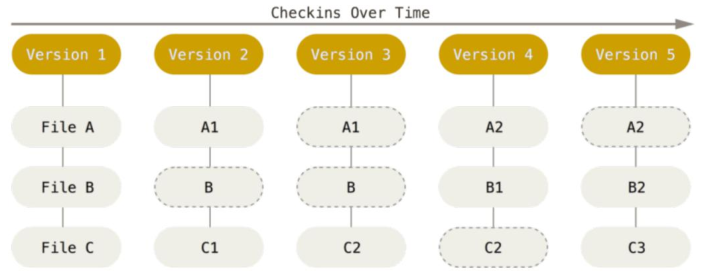 Checkins Over Time
Version 1 Version 2 Version 3 Version 4 Version 5
File A A1 A1 A2 A2
File B B B B1 B2
File C C1 C2 C2 C3